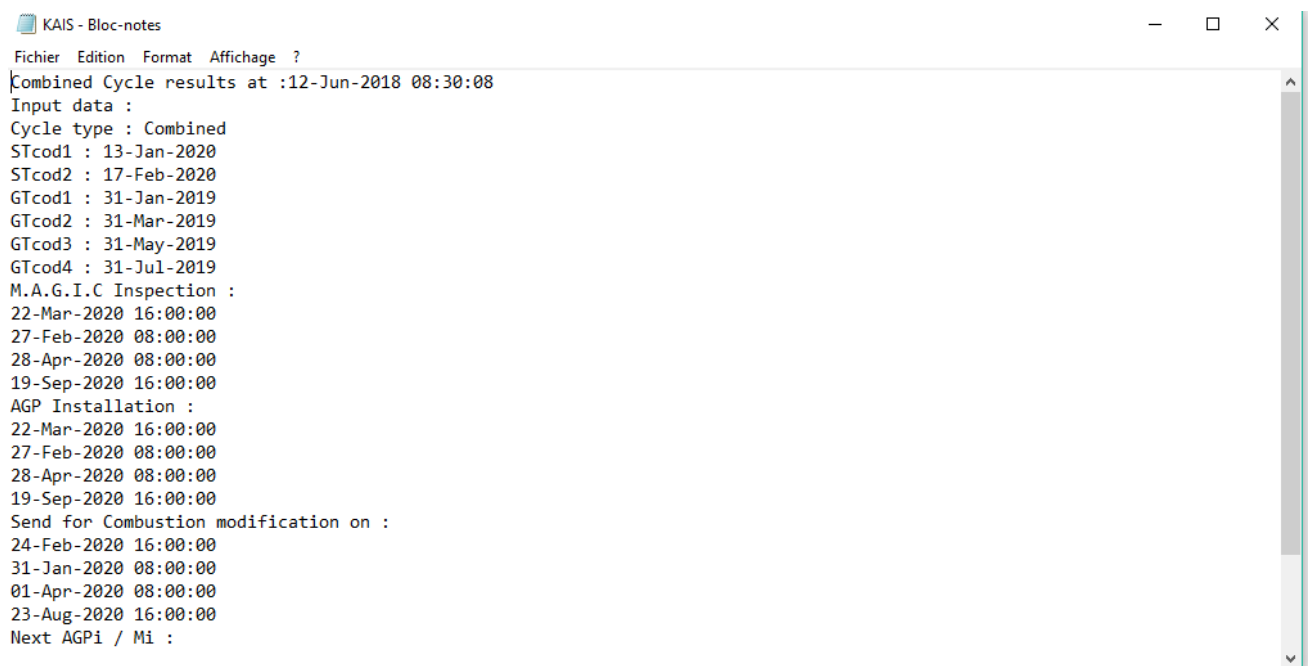 KAIS - Bloc-notes
Fichier Edition Format Affichage ?
Combined Cycle results at :12-Jun-2018 08:30:08
Input data :
Cycle type : Combined
STcod1 : 13-Jan-2020
STcod2 : 17-Feb-2020
GTcod1 : 31-Jan-2019
GTcod2 : 31-Mar-2019
GTcod3 : 31-May-2019
GTcod4 : 31-Jul-2019
M.A.G.I.C Inspection :
22-Mar-2020 16:00:00
27-Feb-2020 08:00:00
28-Apr-2020 08:00:00
19-Sep-2020 16:00:00
AGP Installation :
22-Mar-2020 16:00:00
27-Feb-2020 08:00:00
28-Apr-2020 08:00:00
19-Sep-2020 16:00:00
Send for Combustion modification on :
24-Feb-2020 16:00:00
31-Jan-2020 08:00:00
01-Apr-2020 08:00:00
23-Aug-2020 16:00:00
Next AGPi / Mi :